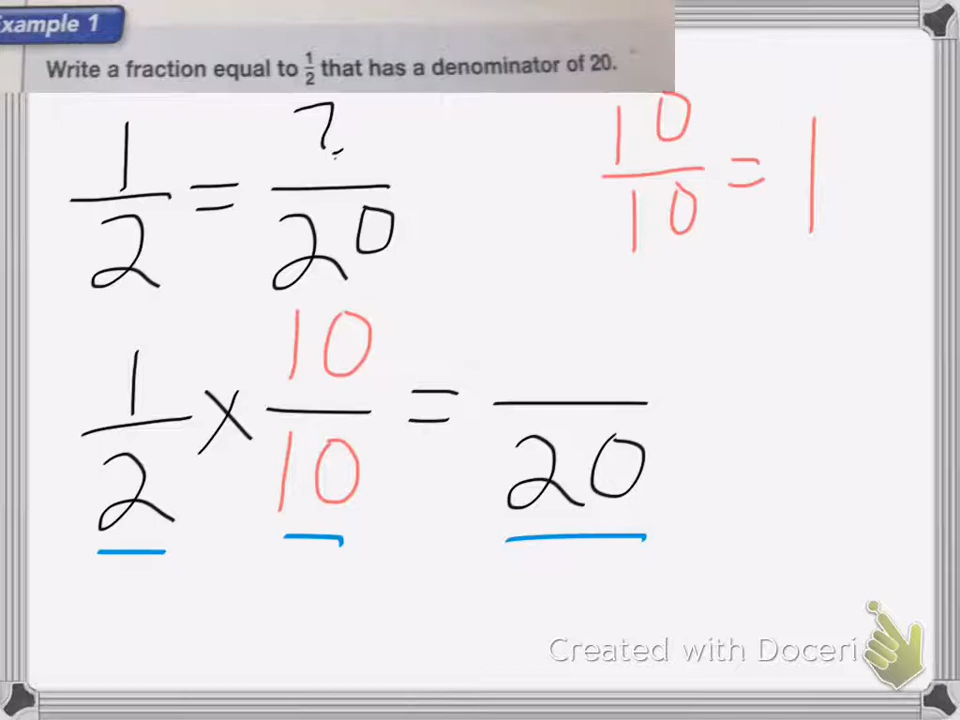 xample 1
Write a fraction equal to 1/2 that has a denominator of 20.
1/2 = ?/20
10/10 = 1
1/2 × 10/10 = /20
Created with Doceri